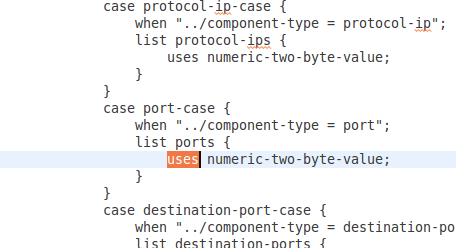 case protocol-ip-case {
when "../component-type = protocol-ip";
list protocol-ips {
uses numeric-two-byte-value;
}
}
case port-case {
when "../component-type = port";
list ports {
uses numeric-two-byte-value;
}
}
case destination-port-case {
when "../component-type = destination-po
list destination-ports {